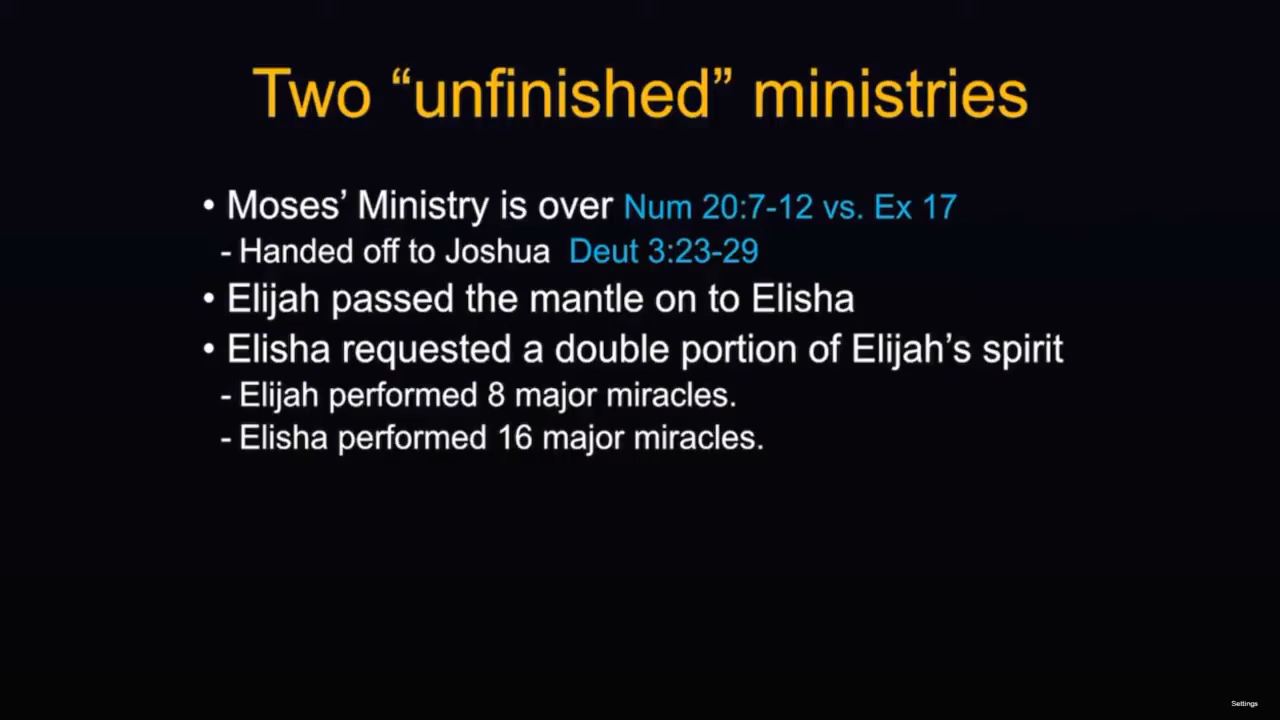 Two “unfinished” ministries
• Moses’ Ministry is over Num 20:7-12 vs. Ex 17
- Handed off to Joshua Deut 3:23-29
• Elijah passed the mantle on to Elisha
• Elisha requested a double portion of Elijah’s spirit
- Elijah performed 8 major miracles.
- Elisha performed 16 major miracles.
Settings